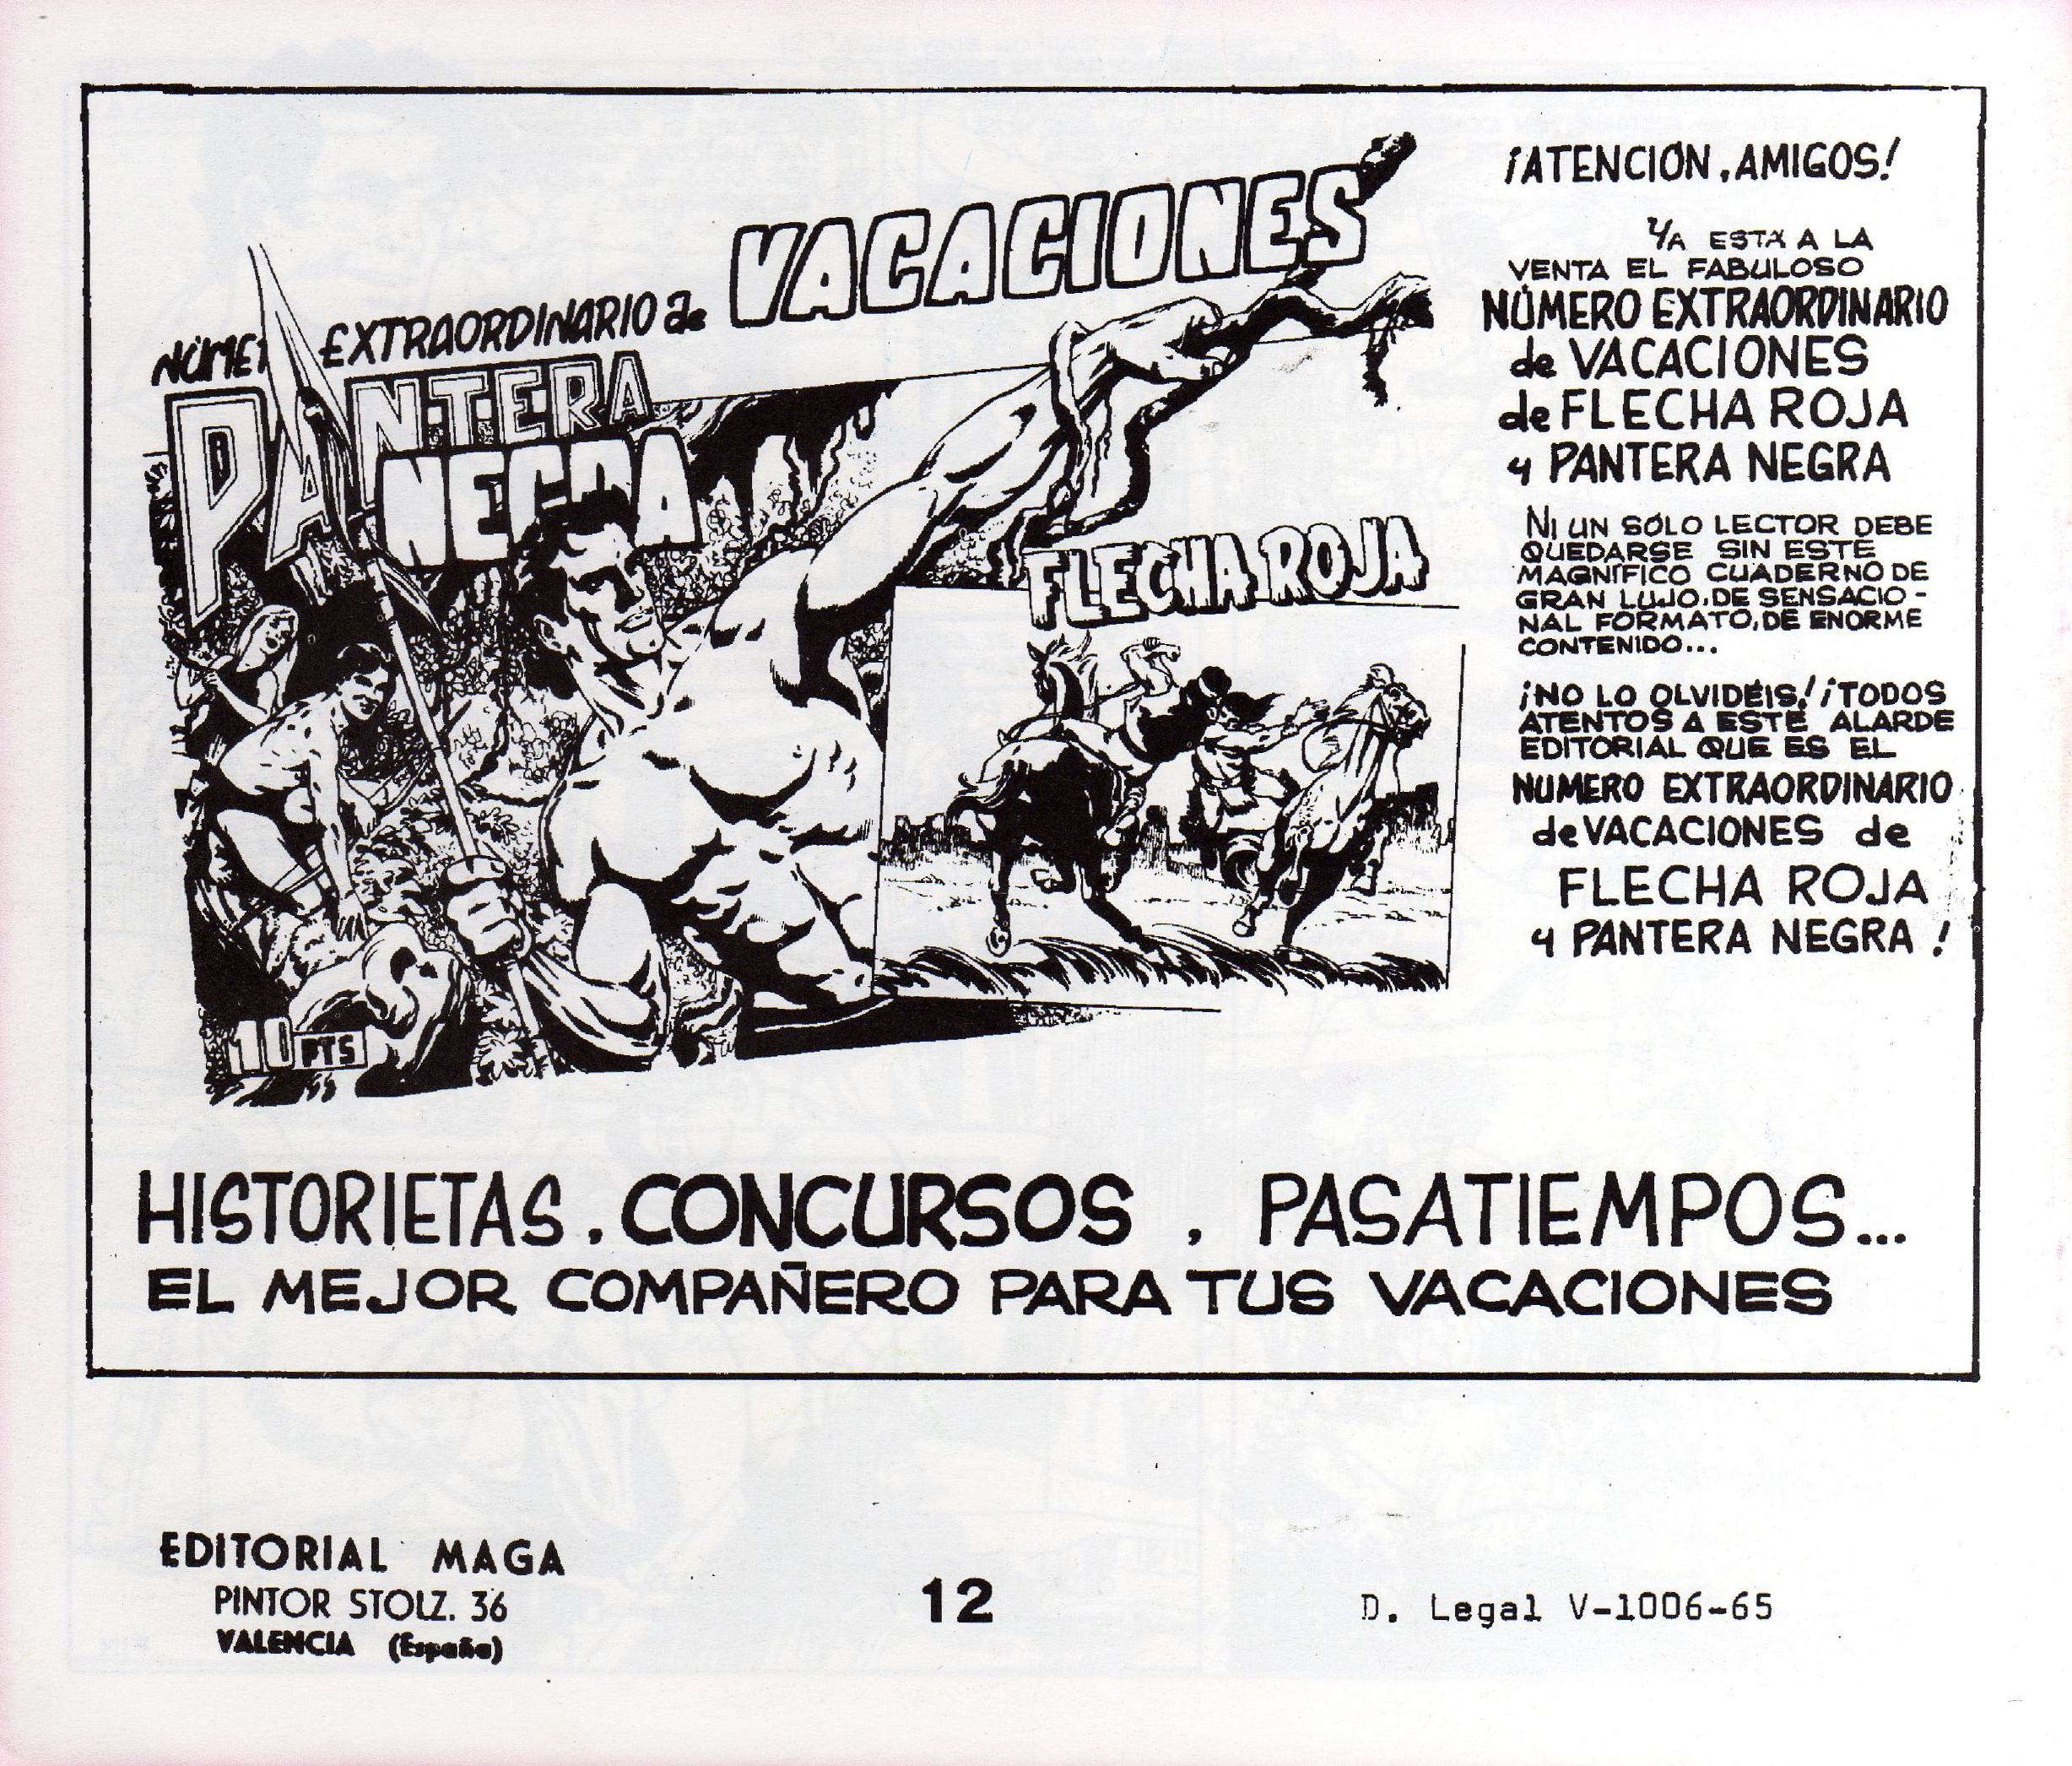 NÚME EXTRAORDINARIO de VACACIONES
PANTERA
NEGRA
FLECHA ROJA
10 PTS
¡ATENCIÓN, AMIGOS!
YA ESTÁ A LA
VENTA EL FABULOSO
NÚMERO EXTRAORDINARIO
de VACACIONES
de FLECHA ROJA
y PANTERA NEGRA
NI UN SÓLO LECTOR DEBE
QUEDARSE SIN ESTE
MAGNÍFICO CUADERNO DE
GRAN LUJO, DE SENSACIO-
NAL FORMATO, DE ENORME
CONTENIDO...
¡NO LO OLVIDÉIS! ¡TODOS
ATENTOS A ESTE ALARDE
EDITORIAL QUE ES EL
NUMERO EXTRAORDINARIO
de VACACIONES de
FLECHA ROJA
y PANTERA NEGRA !
HISTORIETAS, CONCURSOS, PASATIEMPOS...
EL MEJOR COMPAÑERO PARA TUS VACACIONES
EDITORIAL MAGA
PINTOR STOLZ. 36
VALENCIA (España)
12
D. Legal V-1006-65